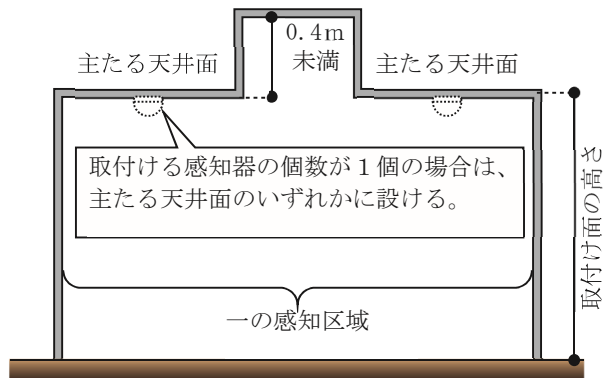 0.4m
未満
主たる天井面
主たる天井面
取付ける感知器の個数が1個の場合は、
主たる天井面のいずれかに設ける。
取付け面の高さ
一の感知区域